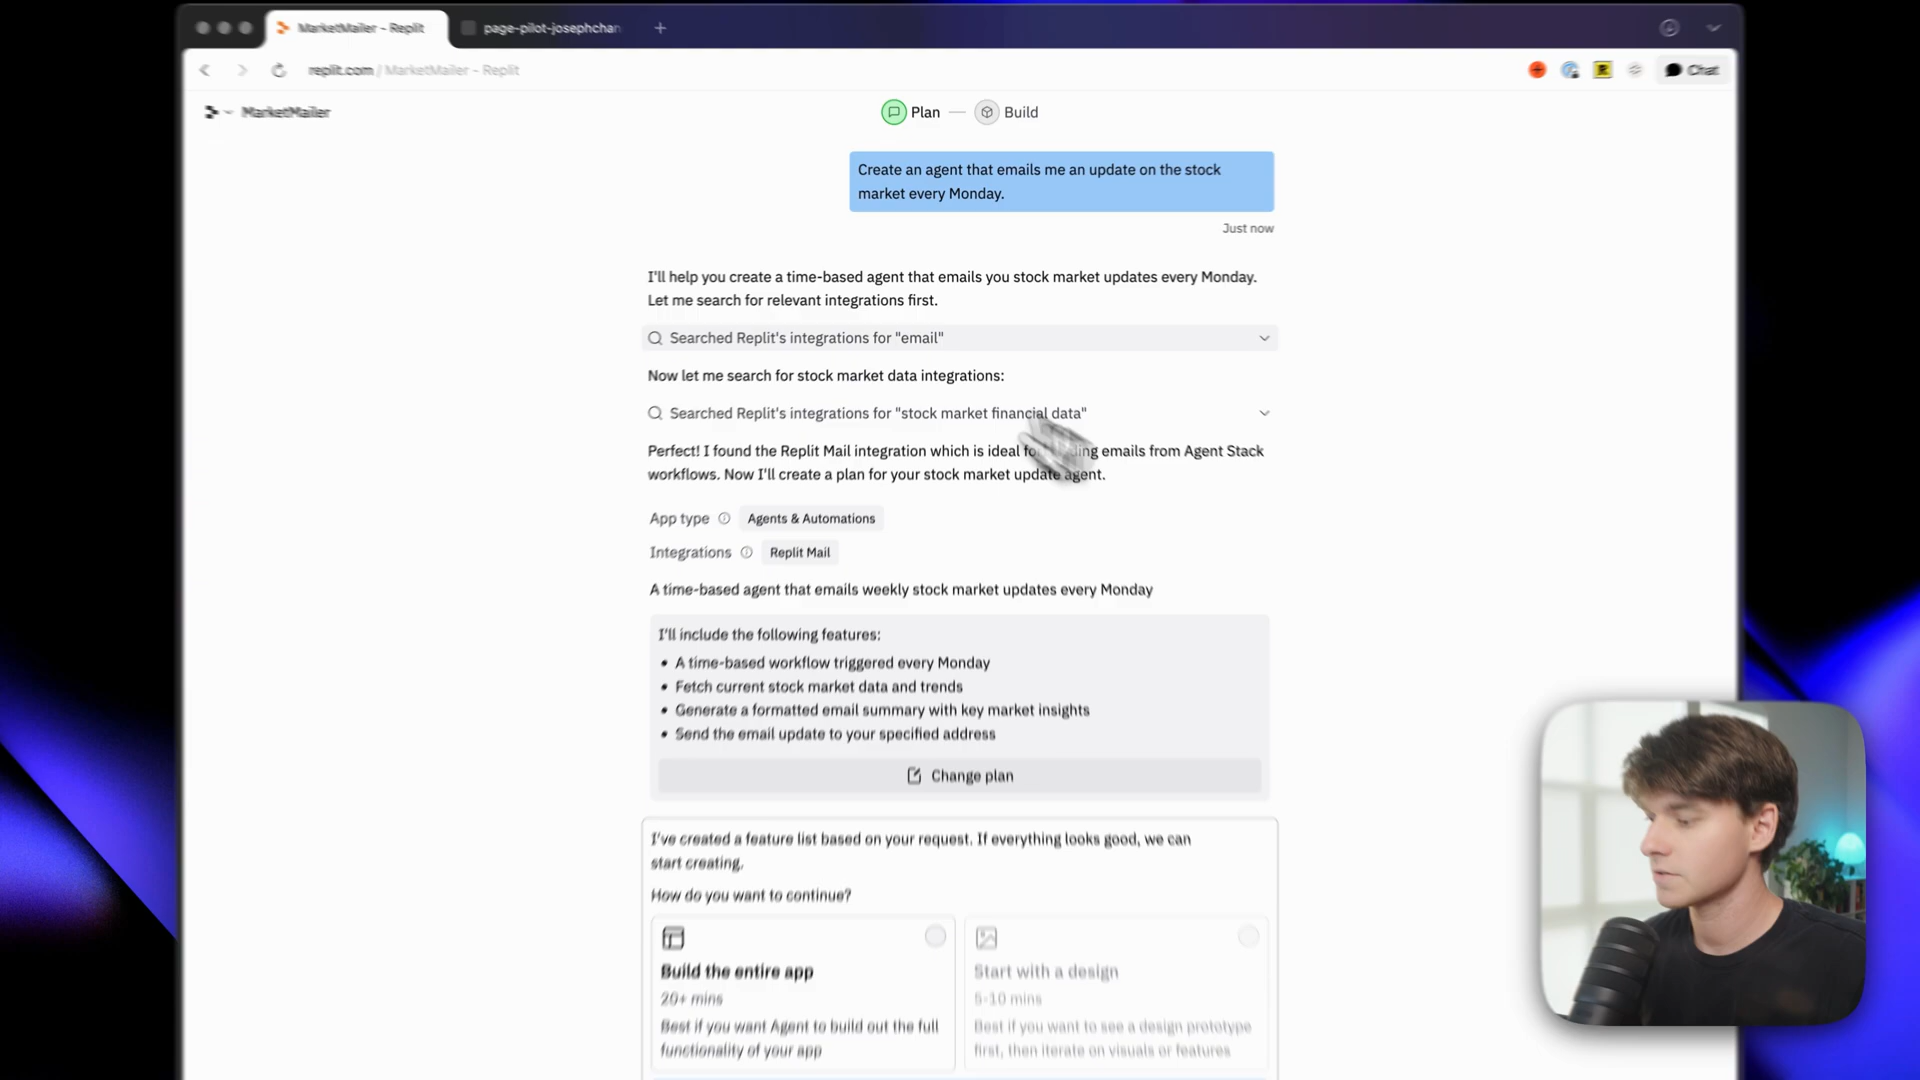 MarketMailer - Replit
page-pilot-josephchan
replit.com / MarketMailer - Replit
Chat
MarketMailer
Plan
Build
Create an agent that emails me an update on the stock
market every Monday.
Just now
I'll help you create a time-based agent that emails you stock market updates every Monday.
Let me search for relevant integrations first.
Searched Replit's integrations for "email"
Now let me search for stock market data integrations:
Searched Replit's integrations for "stock market financial data"
Perfect! I found the Replit Mail integration which is ideal emails from Agent Stack
workflows. Now I'll create a plan for your stock market update agent.
App type
Agents & Automations
Integrations
Replit Mail
A time-based agent that emails weekly stock market updates every Monday
I'll include the following features:
• A time-based workflow triggered every Monday
• Fetch current stock market data and trends
• Generate a formatted email summary with key market insights
• Send the email update to your specified address
Change plan
I've created a feature list based on your request. If everything looks good, we can
start creating.
How do you want to continue?
Build the entire app
20+ mins
Best if you want Agent to build out the full
functionality of your app
Start with a design
5-10 mins
Best if you want to see a design prototype
first, then iterate on visuals or features